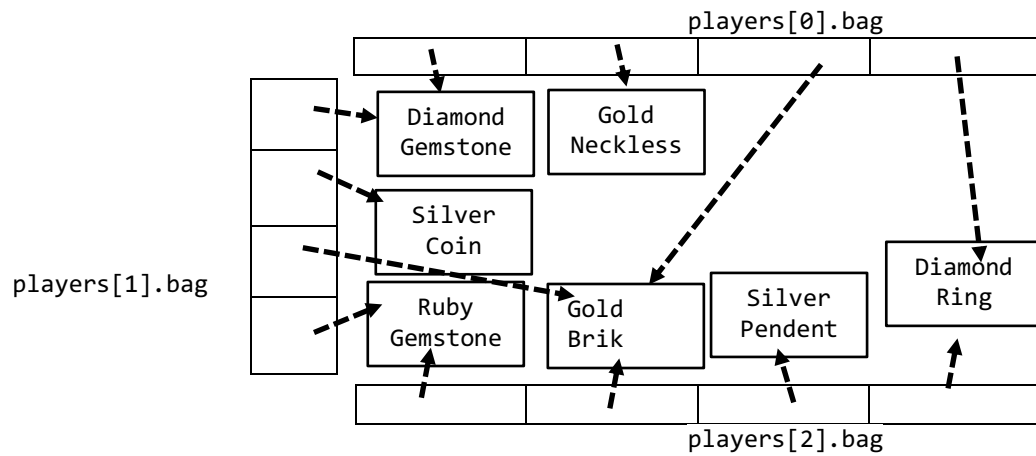 players[0].bag
Diamond
Gemstone
Gold
Neckless
Silver
Coin
players[1].bag
Ruby
Gemstone
Gold
Brik
Silver
Pendent
Diamond
Ring
players[2].bag